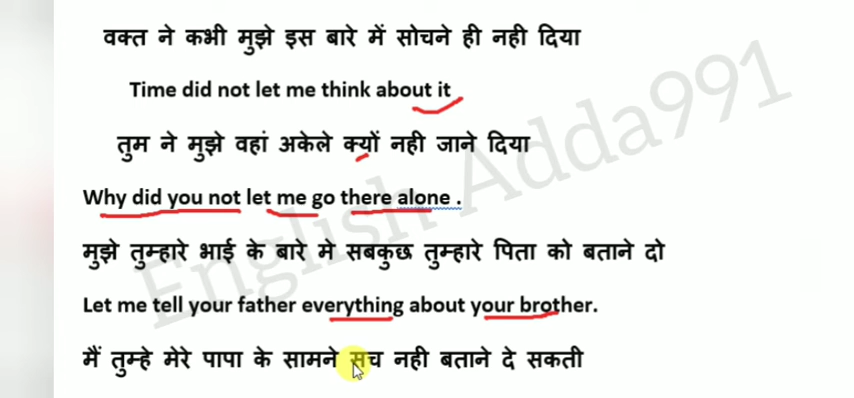 वक्त ने कभी मुझे इस बारे में सोचने ही नही दिया
Time did not let me think about it
तुम ने मुझे वहां अकेले क्यों नही जाने दिया
Why did you not let me go there alone .
मुझे तुम्हारे भाई के बारे मे सबकुछ तुम्हारे पिता को बताने दो
Let me tell your father everything about your brother.
मैं तुम्हे मेरे पापा के सामने सच नही बताने दे सकती
English Adda991